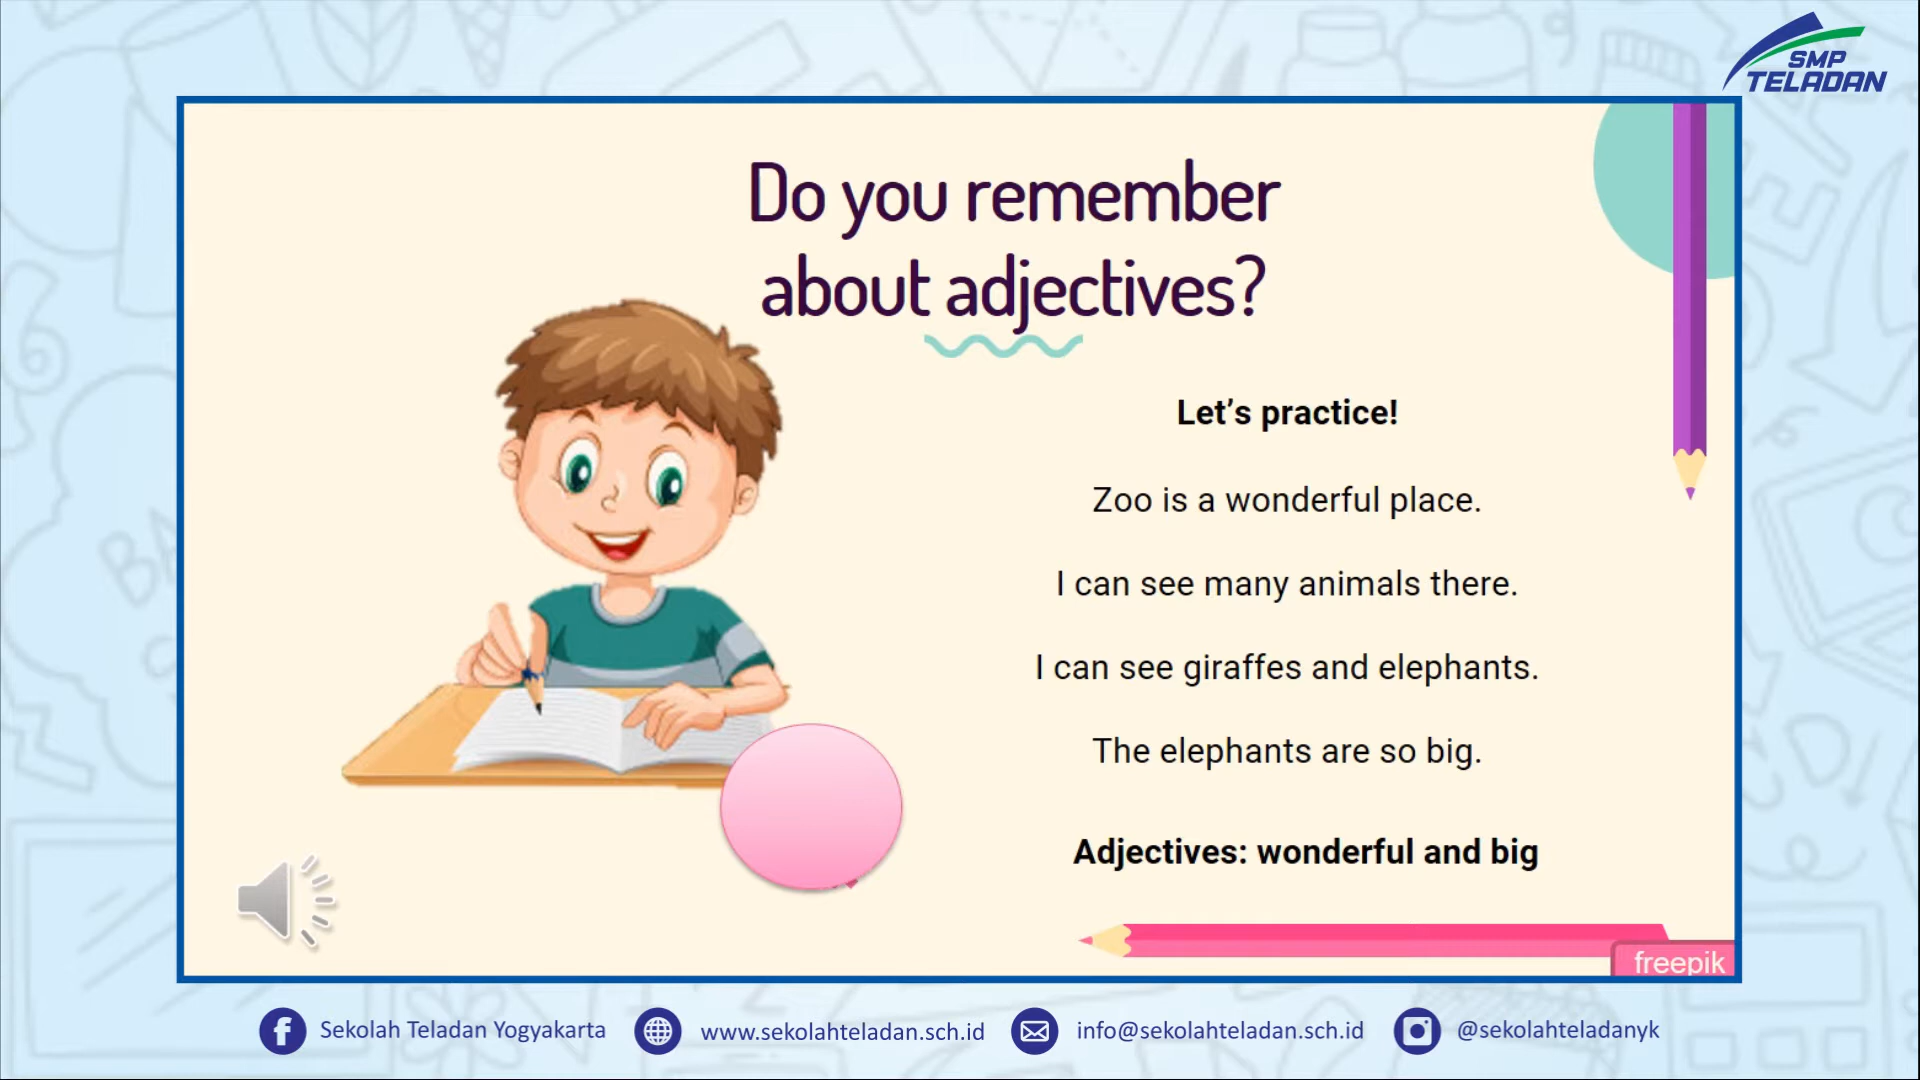 SMP
TELADAN
Do you remember
about adjectives?
Let’s practice!
Zoo is a wonderful place.
I can see many animals there.
I can see giraffes and elephants.
The elephants are so big.
Adjectives: wonderful and big
freepik
Sekolah Teladan Yogyakarta
www.sekolahteladan.sch.id
info@sekolahteladan.sch.id
@sekolahteladanyk